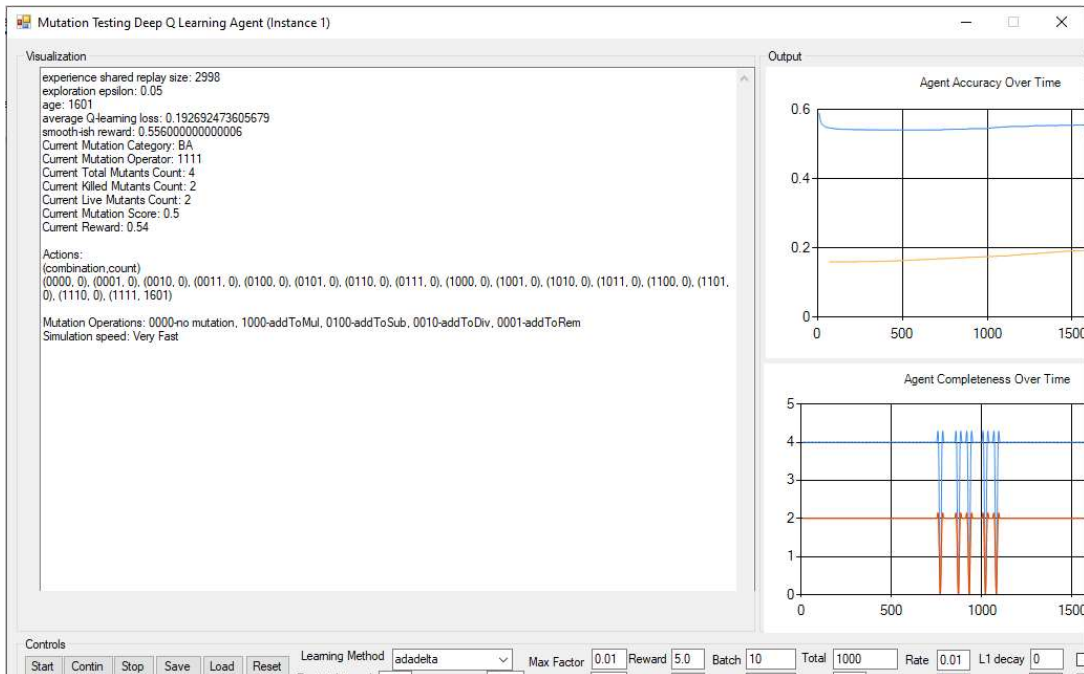 Mutation Testing Deep Q Learning Agent (Instance 1)
Visualization
experience shared replay size: 2998
exploration epsilon: 0.05
age: 1601
average Q-learning loss: 0.192692473605679
smooth-ish reward: 0.556000000000006
Current Mutation Category: BA
Current Mutation Operator: 1111
Current Total Mutants Count: 4
Current Killed Mutants Count: 2
Current Live Mutants Count: 2
Current Mutation Score: 0.5
Current Reward: 0.54
Actions:
(combination,count)
(0000, 0), (0001, 0), (0010, 0), (0011, 0), (0100, 0), (0101, 0), (0110, 0), (0111, 0), (1000, 0), (1001, 0), (1010, 0), (1011, 0), (1100, 0), (1101,
0), (1110, 0), (1111, 1601)
Mutation Operations: 0000-no mutation, 1000-addToMul, 0100-addToSub, 0010-addToDiv, 0001-addToRem
Simulation speed: Very Fast
Output
Agent Accuracy Over Time
0.6
0.4
0.2
0
0 500 1000 1500
Agent Completeness Over Time
5
4
3
2
1
0
0 500 1000 1500
Controls
Start Contin Stop Save Load Reset Learning Method adadelta Max Factor 0.01 Reward 5.0 Batch 10 Total 1000 Rate 0.01 L1 decay 0